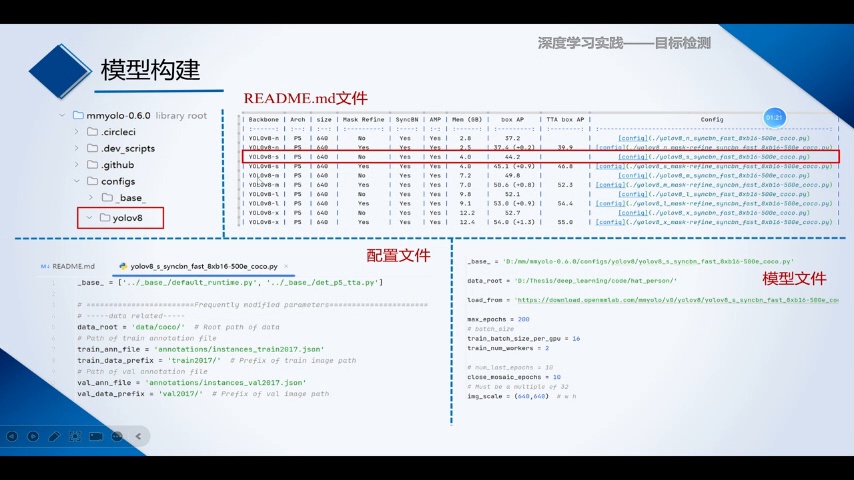 深度学习实践——目标检测
模型构建
README.md文件
mmyolo-0.6.0 library root
.circleci
.dev_scripts
.github
configs
_base_
yolov8
| Backbone | Arch | size | Mask Refine | SyncBN | AMP | Mem (GB) | box AP | TTA box AP | Config
01:21
| YOLOv8-n | P5 | 640 | No | Yes | Yes | 2.8 | 37.2 | | [config](./yolov8_n_syncbn_fast_8xb16-500e_coco.py)
| YOLOv8-n | P5 | 640 | Yes | Yes | Yes | 2.5 | 37.4 (+0.2) | 39.9 | [config](./yolov8_n_mask-refine_syncbn_fast_8xb16-500e_coco.py)
| YOLOv8-s | P5 | 640 | No | Yes | Yes | 4.0 | 44.2 | | [config](./yolov8_s_syncbn_fast_8xb16-500e_coco.py)
| YOLOv8-s | P5 | 640 | Yes | Yes | Yes | 4.0 | 45.1 (+0.9) | 46.8 | [config](./yolov8_s_mask-refine_syncbn_fast_8xb16-500e_coco.py)
| YOLOv8-m | P5 | 640 | No | Yes | Yes | 7.2 | 49.8 | | [config](./yolov8_m_syncbn_fast_8xb16-500e_coco.py)
| YOLOv8-m | P5 | 640 | Yes | Yes | Yes | 7.0 | 50.6 (+0.8) | 52.3 | [config](./yolov8_m_mask-refine_syncbn_fast_8xb16-500e_coco.py)
| YOLOv8-l | P5 | 640 | No | Yes | Yes | 9.8 | 52.1 | | [config](./yolov8_l_syncbn_fast_8xb16-500e_coco.py)
| YOLOv8-l | P5 | 640 | Yes | Yes | Yes | 9.1 | 53.0 (+0.9) | 54.4 | [config](./yolov8_l_mask-refine_syncbn_fast_8xb16-500e_coco.py)
| YOLOv8-x | P5 | 640 | No | Yes | Yes | 12.2 | 52.7 | | [config](./yolov8_x_syncbn_fast_8xb16-500e_coco.py)
| YOLOv8-x | P5 | 640 | Yes | Yes | Yes | 12.4 | 54.0 (+1.3) | 55.0 | [config](./yolov8_x_mask-refine_syncbn_fast_8xb16-500e_coco.py)
配置文件
README.md yolov8_s_syncbn_fast_8xb16-500e_coco.py
_base_ = ['../_base_/default_runtime.py', '../_base_/det_p5_tta.py']
# ========================Frequently modified parameters======================
# -----data related-----
data_root = 'data/coco/' # Root path of data
# Path of train annotation file
train_ann_file = 'annotations/instances_train2017.json'
train_data_prefix = 'train2017/' # Prefix of train image path
# Path of val annotation file
val_ann_file = 'annotations/instances_val2017.json'
val_data_prefix = 'val2017/' # Prefix of val image path
模型文件
_base_ = 'D:/mm/mmyolo-0.6.0/configs/yolov8/yolov8_s_syncbn_fast_8xb16-500e_coco.py'
data_root = 'D:/Thesis/deep_learning/code/hat_person/'
load_from = 'https://download.openmmlab.com/mmyolo/v0/yolov8/yolov8_s_syncbn_fast_8xb16-500e_co
max_epochs = 200
# batch_size
train_batch_size_per_gpu = 16
train_num_workers = 2
# num_last_epochs = 10
close_mosaic_epochs = 10
# Must be a multiple of 32
img_scale = (640,640) # w h